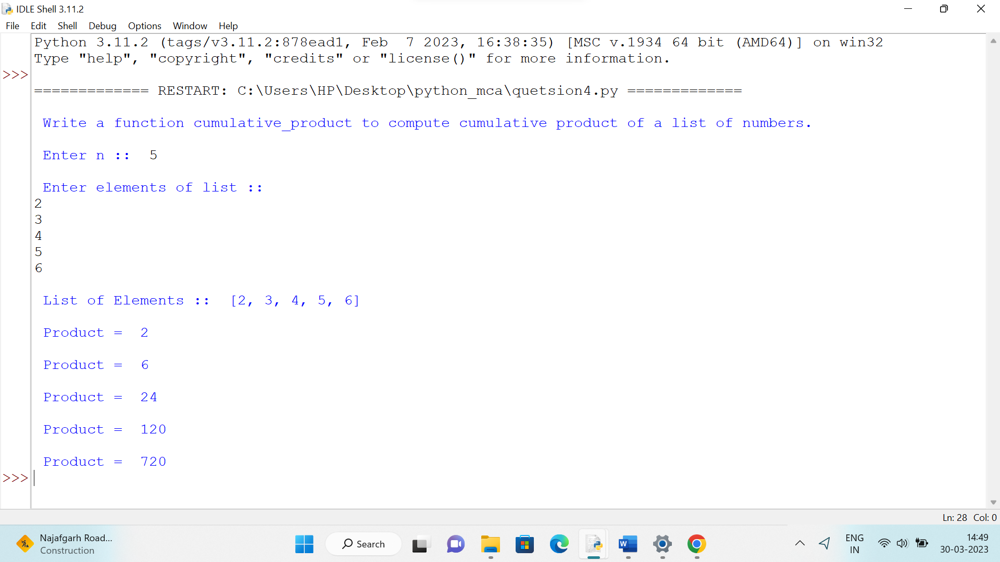 IDLE Shell 3.11.2
File Edit Shell Debug Options Window Help
Python 3.11.2 (tags/v3.11.2:878ead1, Feb  7 2023, 16:38:35) [MSC v.1934 64 bit (AMD64)] on win32
Type "help", "copyright", "credits" or "license()" for more information.
>>>
============= RESTART: C:\Users\HP\Desktop\python_mca\quetsion4.py =============
Write a function cumulative_product to compute cumulative product of a list of numbers.
Enter n ::  5
Enter elements of list ::
2
3
4
5
6
List of Elements ::  [2, 3, 4, 5, 6]
Product =  2
Product =  6
Product =  24
Product =  120
Product =  720
>>>
Ln: 28 Col: 0
Najafgarh Road...
Construction
Search
ENG
IN
14:49
30-03-2023